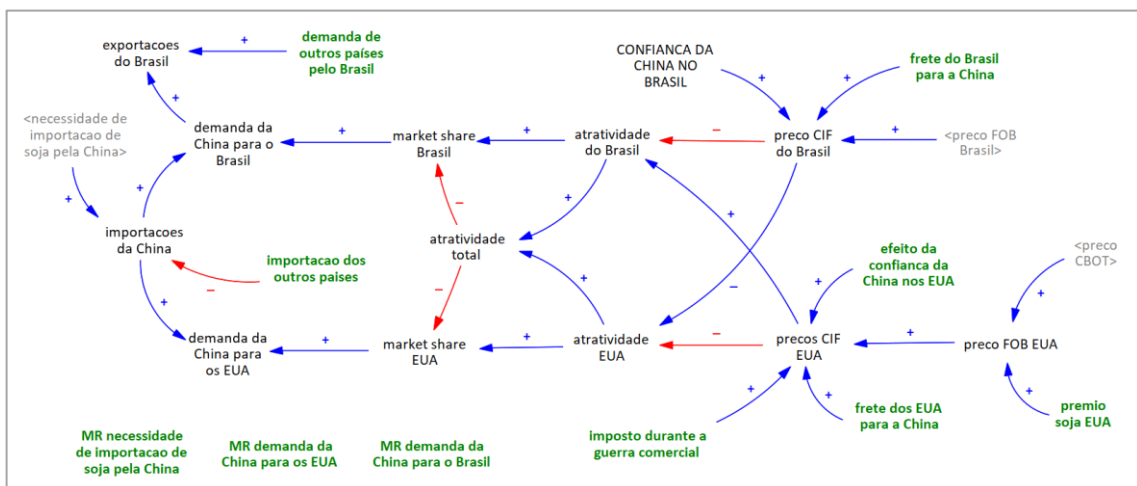 exportacoes
do Brasil
+
demanda de
outros países
pelo Brasil
CONFIANCA DA
CHINA NO
BRASIL
frete do Brasil
para a China
+
+
+
<necessidade de
importacao de
soja pela China>
demanda da
China para o
Brasil
+
market share
Brasil
+
atratividade
do Brasil
–
preco CIF
do Brasil
+
<preco FOB
Brasil>
+
+
–
+
+
importacoes
da China
atratividade
total
importacao dos
outros paises
efeito da
confianca da
China nos EUA
<preco
CBOT>
–
+
–
+
–
+
+
demanda da
China para
os EUA
+
market share
EUA
+
atratividade
EUA
–
precos CIF
EUA
+
preco FOB EUA
+
+
+
imposto durante a
guerra comercial
frete dos EUA
para a China
premio
soja EUA
MR necessidade
de importacao de
soja pela China
MR demanda da
China para os EUA
MR demanda da
China para o Brasil